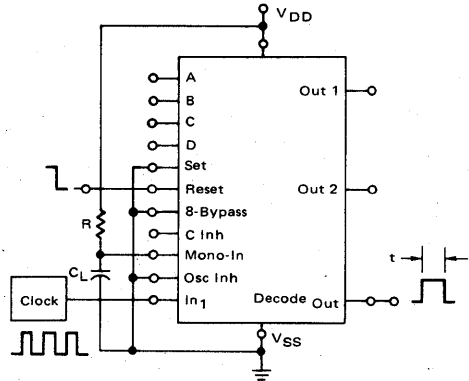 VDD
A
B
C
D
Set
Reset
8-Bypass
C Inh
Mono-In
Osc Inh
In1
Out 1
Out 2
Decode Out
VSS
R
CL
Clock
t